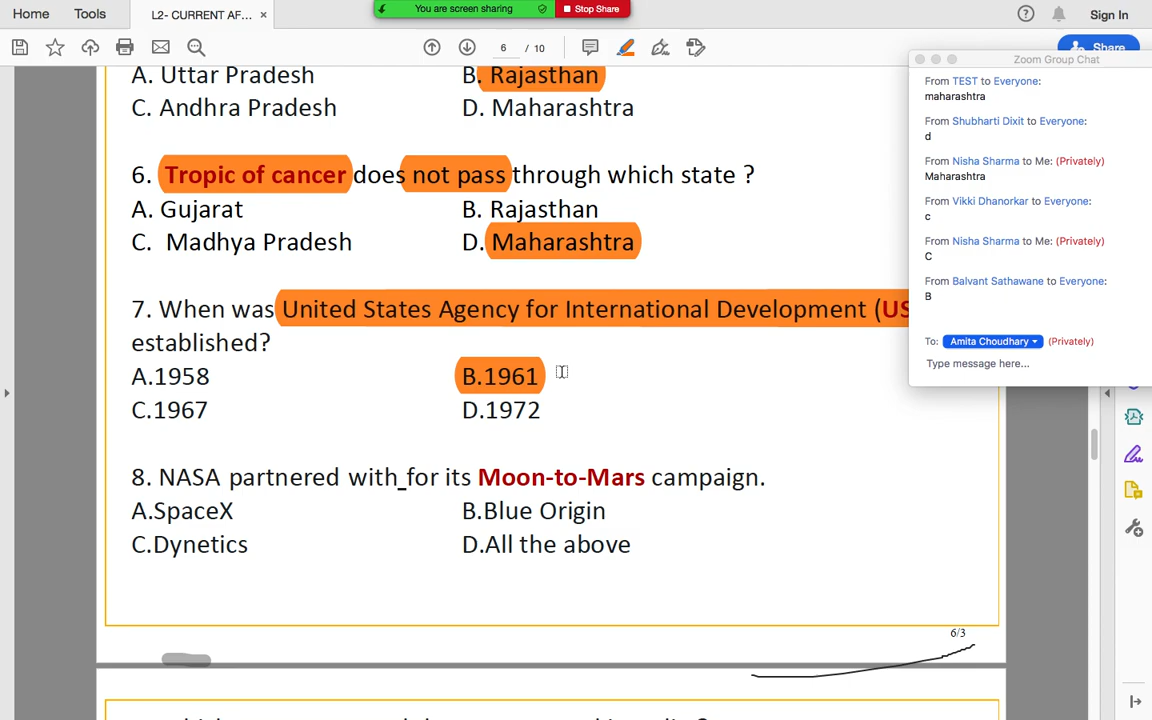 Home
Tools
L2- CURRENT AF... ×
You are screen sharing
Stop Share
Sign In
6 / 10
Share
A. Uttar Pradesh
B. Rajasthan
C. Andhra Pradesh
D. Maharashtra
6. Tropic of cancer does not pass through which state ?
A. Gujarat
B. Rajasthan
C. Madhya Pradesh
D. Maharashtra
7. When was United States Agency for International Development (US
established?
A.1958
B.1961
C.1967
D.1972
8. NASA partnered with_for its Moon-to-Mars campaign.
A.SpaceX
B.Blue Origin
C.Dynetics
D.All the above
6/3
Zoom Group Chat
From TEST to Everyone:
maharashtra
From Shubharti Dixit to Everyone:
d
From Nisha Sharma to Me: (Privately)
Maharashtra
From Vikki Dhanorkar to Everyone:
c
From Nisha Sharma to Me: (Privately)
C
From Balvant Sathawane to Everyone:
B
To: Amita Choudhary (Privately)
Type message here...